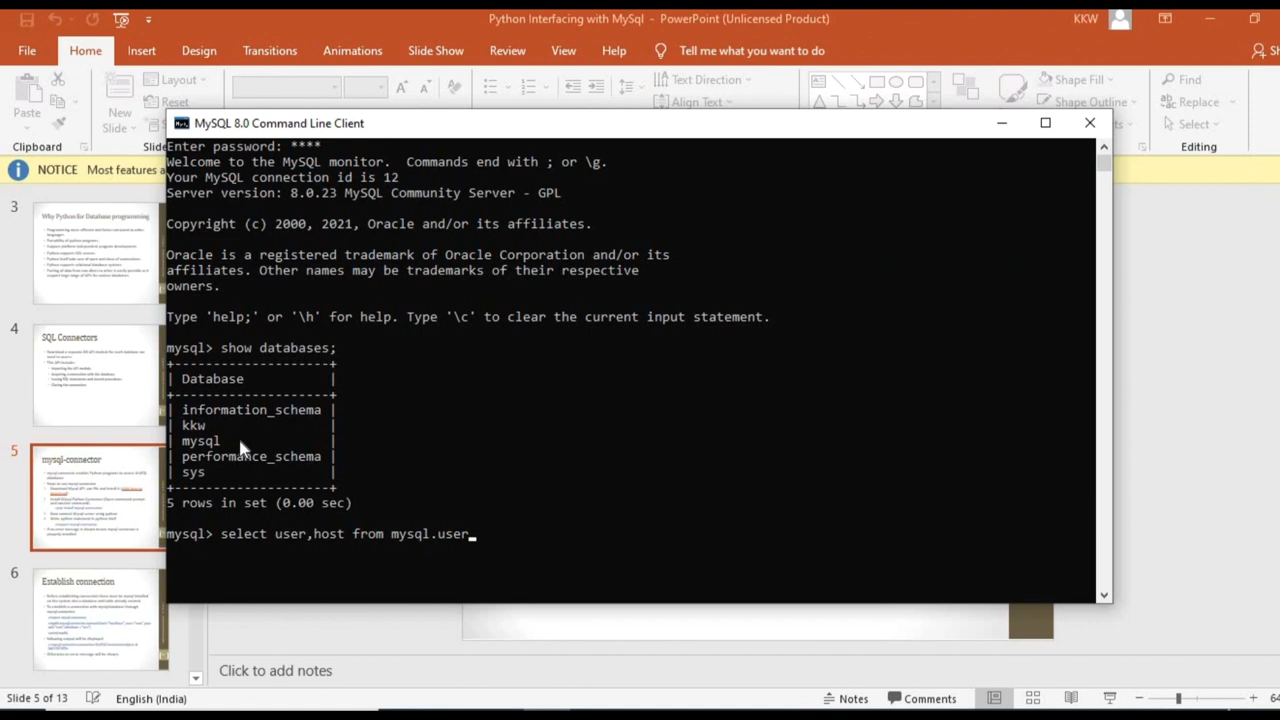 Python Interfacing with MySql - PowerPoint (Unlicensed Product)
KKW
File Home Insert Design Transitions Animations Slide Show Review View Help Tell me what you want to do
Paste
Clipboard
New
Slide
Layout
Reset
Text Direction
Align Text
Shape Fill
Shape Outline
Find
Replace
Select
Editing
NOTICE Most features
MySQL 8.0 Command Line Client
Enter password: ****
Welcome to the MySQL monitor.  Commands end with ; or \g.
Your MySQL connection id is 12
Server version: 8.0.23 MySQL Community Server - GPL
Copyright (c) 2000, 2021, Oracle and/or its affiliates.
Oracle is a registered trademark of Oracle Corporation and/or its
affiliates. Other names may be trademarks of their respective
owners.
Type 'help;' or '\h' for help. Type '\c' to clear the current input statement.
mysql> show databases;
+--------------------+
| Database           |
+--------------------+
| information_schema |
| kkw                |
| mysql              |
| performance_schema |
| sys                |
+--------------------+
5 rows in set (0.00
mysql> select user,host from mysql.user
3
Why Python for Database programming
4
SQL Connectors
5
mysql-connector
6
Establish connection
Click to add notes
Slide 5 of 13
English (India)
Notes
Comments
64